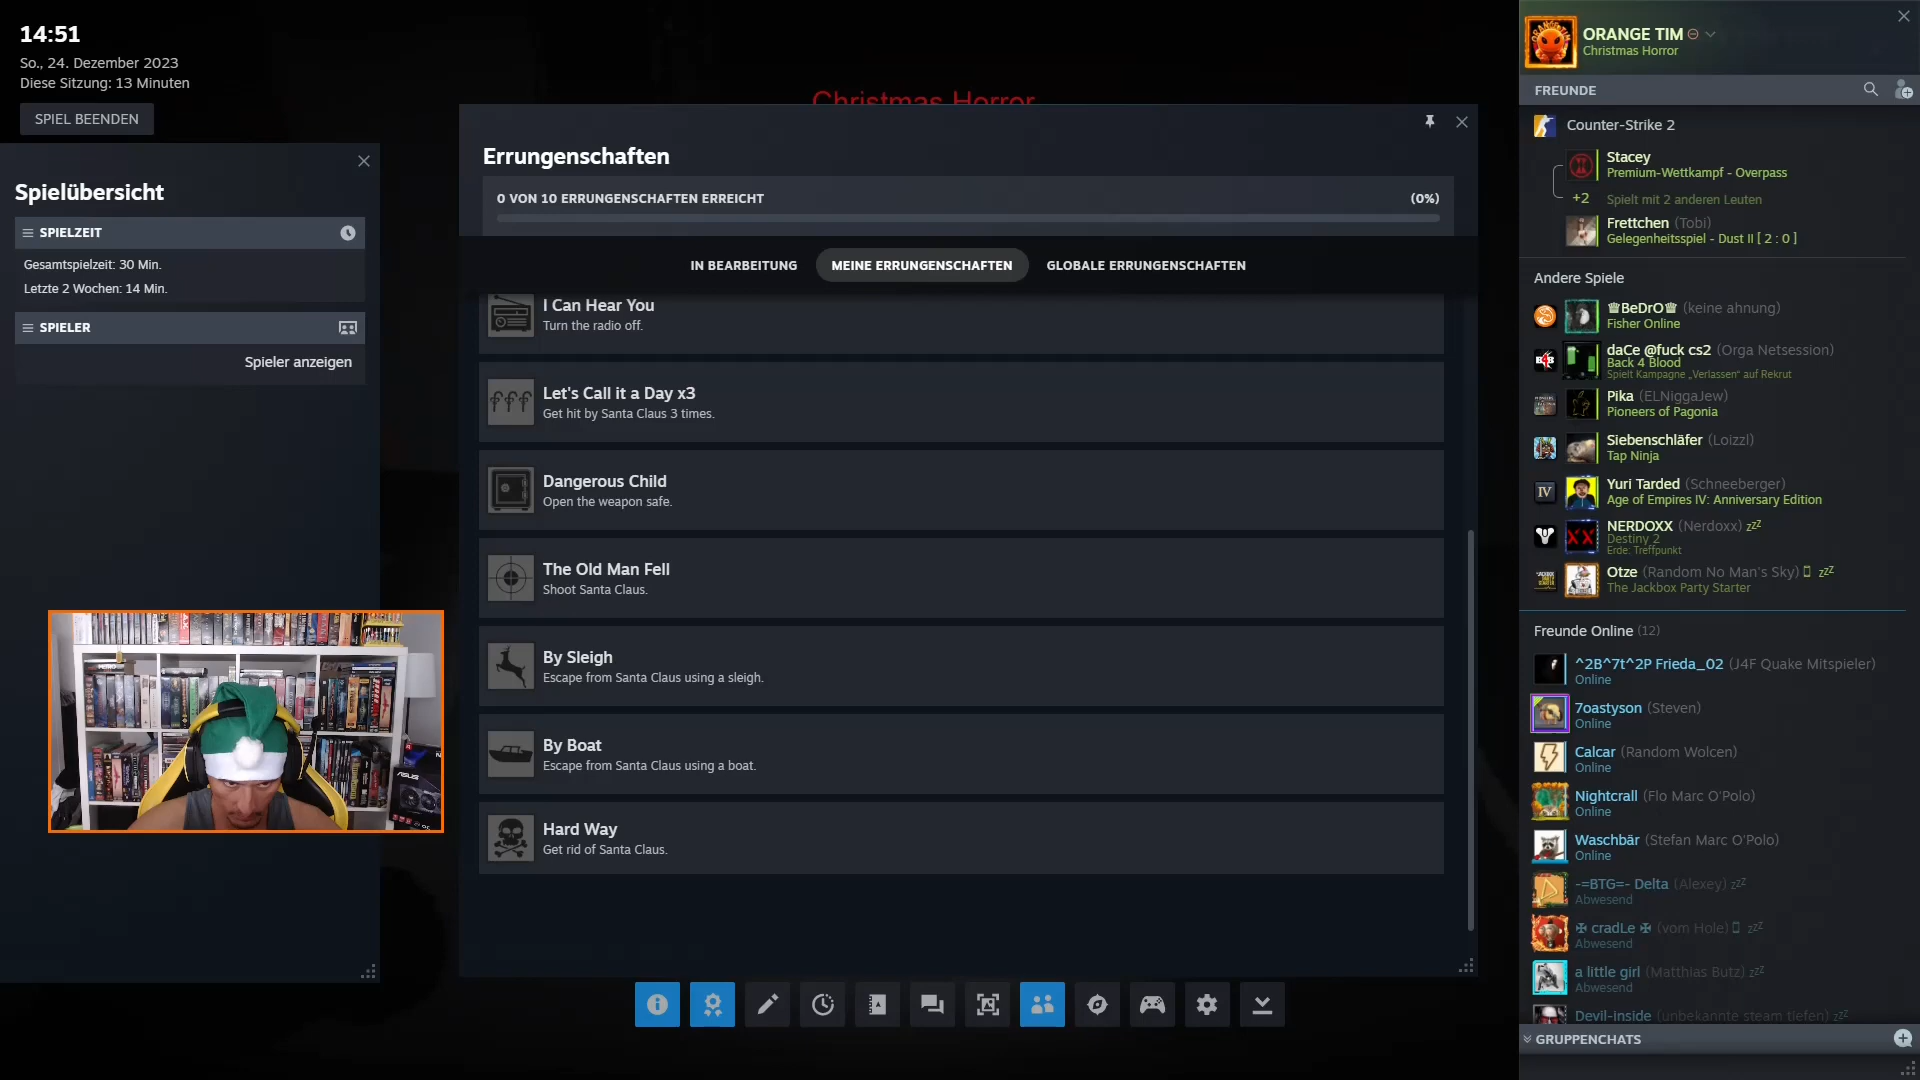 14:51
So., 24. Dezember 2023
Diese Sitzung: 13 Minuten
SPIEL BEENDEN
Spielübersicht
SPIELZEIT
Gesamtspielzeit: 30 Min.
Letzte 2 Wochen: 14 Min.
SPIELER
Spieler anzeigen
Christmas Horror
Errungenschaften
0 VON 10 ERRUNGENSCHAFTEN ERREICHT (0%)
IN BEARBEITUNG MEINE ERRUNGENSCHAFTEN GLOBALE ERRUNGENSCHAFTEN
I Can Hear You
Turn the radio off.
Let's Call it a Day x3
Get hit by Santa Claus 3 times.
Dangerous Child
Open the weapon safe.
The Old Man Fell
Shoot Santa Claus.
By Sleigh
Escape from Santa Claus using a sleigh.
By Boat
Escape from Santa Claus using a boat.
Hard Way
Get rid of Santa Claus.
ASUS
ORANGE TIM
Christmas Horror
FREUNDE
Counter-Strike 2
Stacey
Premium-Wettkampf - Overpass
+2 Spielt mit 2 anderen Leuten
Frettchen (Tobi)
Gelegenheitsspiel - Dust II [ 2 : 0 ]
Andere Spiele
♛BeDrO♛ (keine ahnung)
Fisher Online
B4B
daCe @fuck cs2 (Orga Netsession)
Back 4 Blood
Spielt Kampagne „Verlassen“ auf Rekrut
Pika (ELNiggaJew)
Pioneers of Pagonia
Siebenschläfer (Loizzl)
Tap Ninja
IV
Yuri Tarded (Schneeberger)
Age of Empires IV: Anniversary Edition
XX
NERDOXX (Nerdoxx) zzZ
Destiny 2
Erde: Treffpunkt
Otze (Random No Man's Sky) zzZ
The Jackbox Party Starter
Freunde Online (12)
^2B^7t^2P Frieda_02 (J4F Quake Mitspieler)
Online
7oastyson (Steven)
Online
Calcar (Random Wolcen)
Online
Nightcrall (Flo Marc O'Polo)
Online
Waschbär (Stefan Marc O'Polo)
Online
-=BTG=- Delta (Alexey) zzZ
Abwesend
✠ cradLe ✠ (vom Hole) zzZ
Abwesend
a little girl (Matthias Butz) zzZ
Abwesend
Devil-inside (unbekannte steam tiefen) zzZ
GRUPPENCHATS